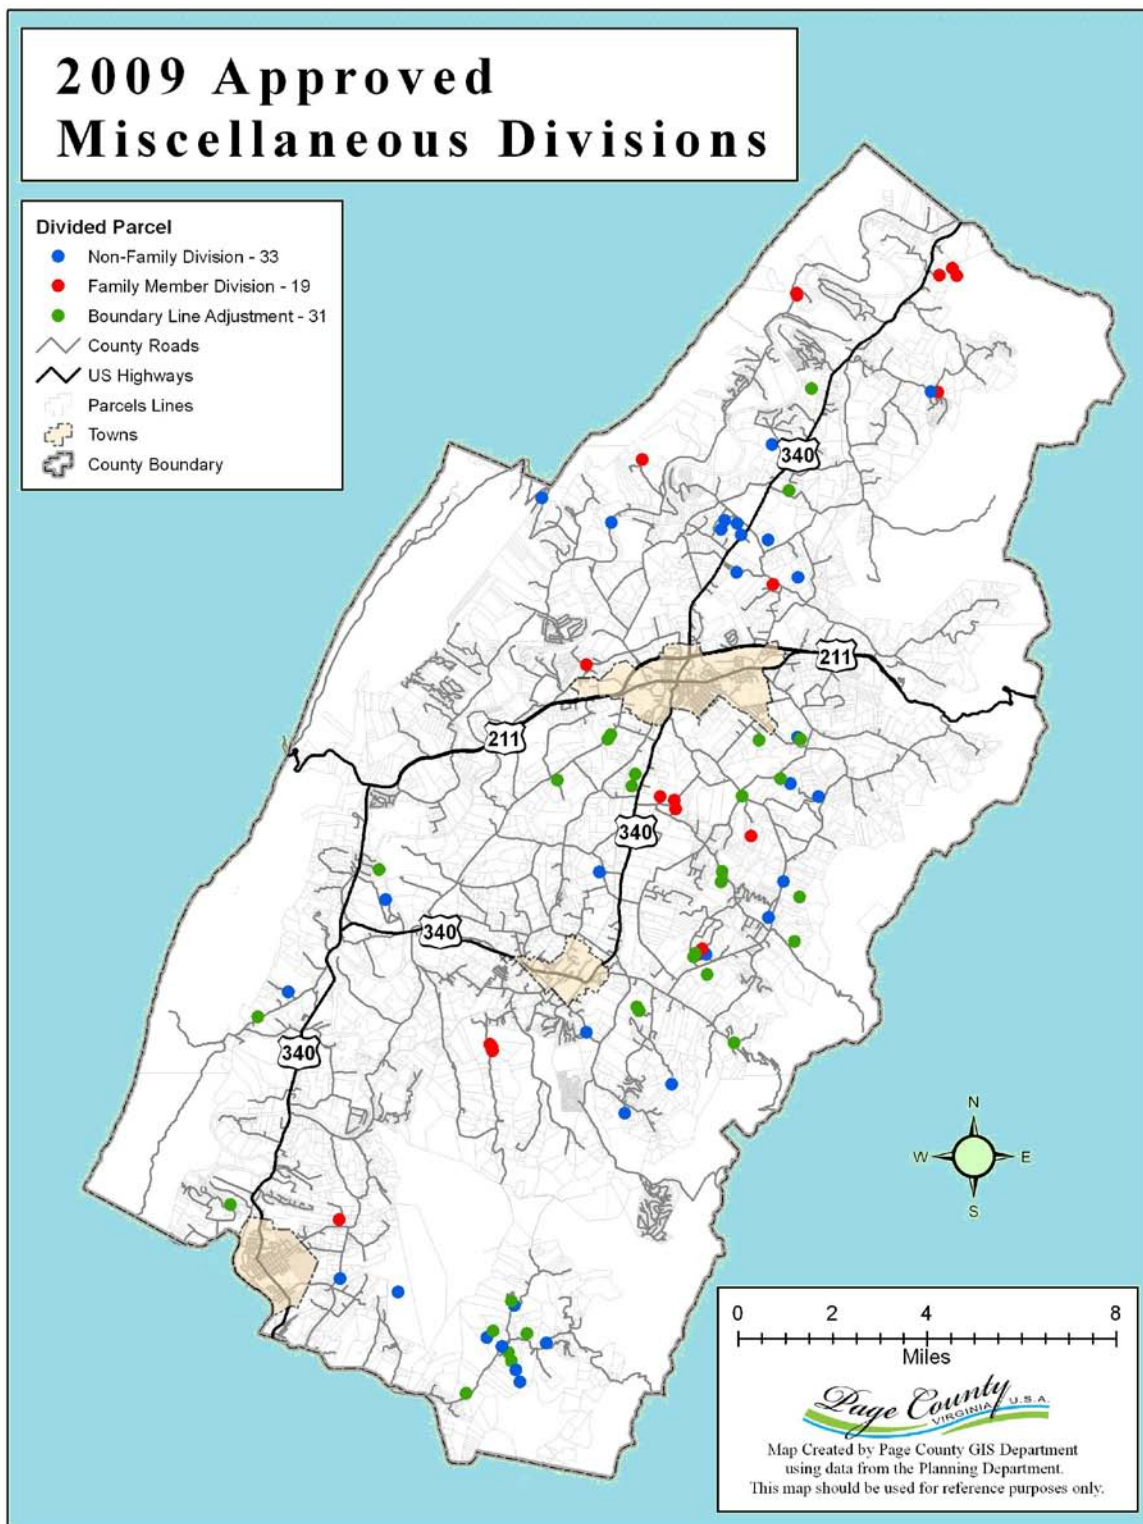 2009 Approved
Miscellaneous Divisions
Divided Parcel
Non-Family Division - 33
Family Member Division - 19
Boundary Line Adjustment - 31
County Roads
US Highways
Parcels Lines
Towns
County Boundary
340
211
211
340
340
340
N
W E
S
0 2 4 8
Miles
Page County
VIRGINIA U.S.A.
Map Created by Page County GIS Department
using data from the Planning Department.
This map should be used for reference purposes only.